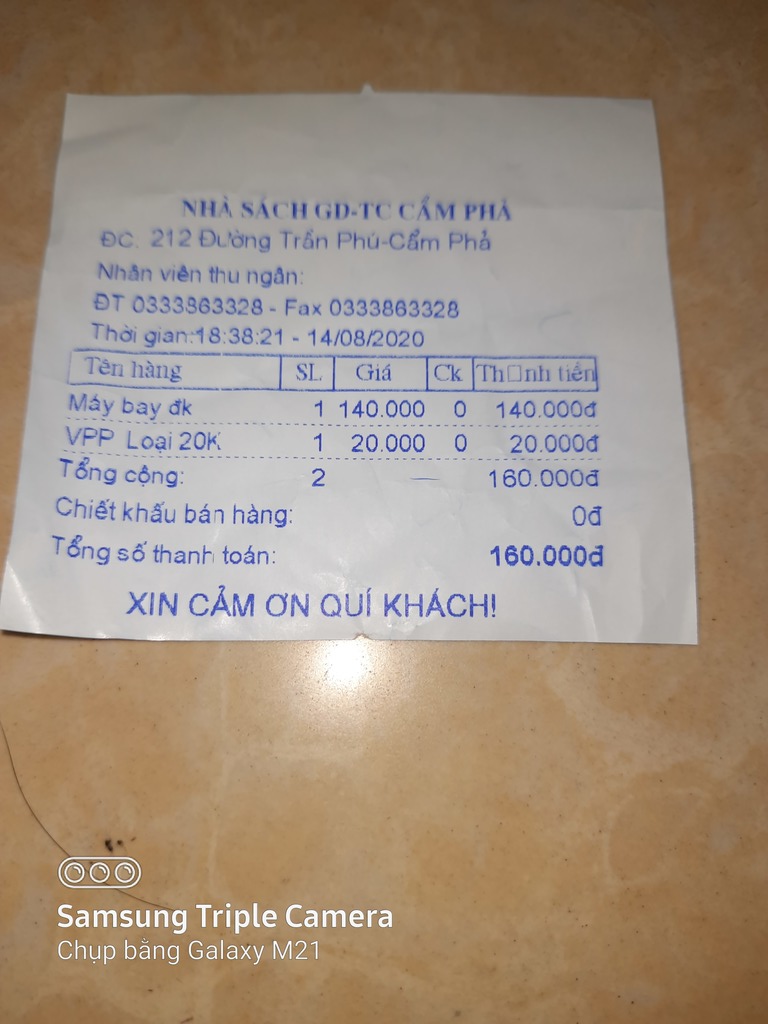 NHÀ SÁCH GD-TC CẨM PHẢ
ĐC. 212 Đường Trần Phú-Cẩm Phả
Nhân viên thu ngân:
ĐT 0333863328 - Fax 0333863328
Thời gian:18:38:21 - 14/08/2020
Tên hàng SL Giá Ck Th□nh tiền
Máy bay đk 1 140.000 0 140.000đ
VPP Loại 20K 1 20.000 0 20.000đ
Tổng cộng: 2 160.000đ
Chiết khấu bán hàng: 0đ
Tổng số thanh toán: 160.000đ
XIN CẢM ƠN QUÍ KHÁCH!
Samsung Triple Camera
Chụp bằng Galaxy M21